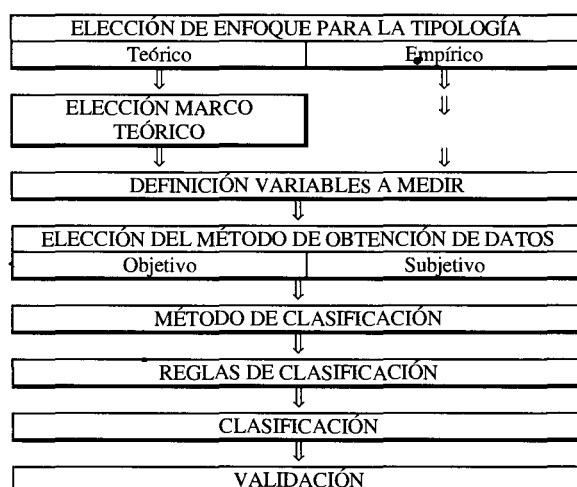 ELECCIÓN DE ENFOQUE PARA LA TIPOLOGÍA
Teórico Empírico
⇓ ⇓
ELECCIÓN MARCO ⇓
TEÓRICO
⇓ ⇓
DEFINICIÓN VARIABLES A MEDIR
⇓
ELECCIÓN DEL MÉTODO DE OBTENCIÓN DE DATOS
Objetivo Subjetivo
⇓
MÉTODO DE CLASIFICACIÓN
⇓
REGLAS DE CLASIFICACIÓN
⇓
CLASIFICACIÓN
⇓
VALIDACIÓN